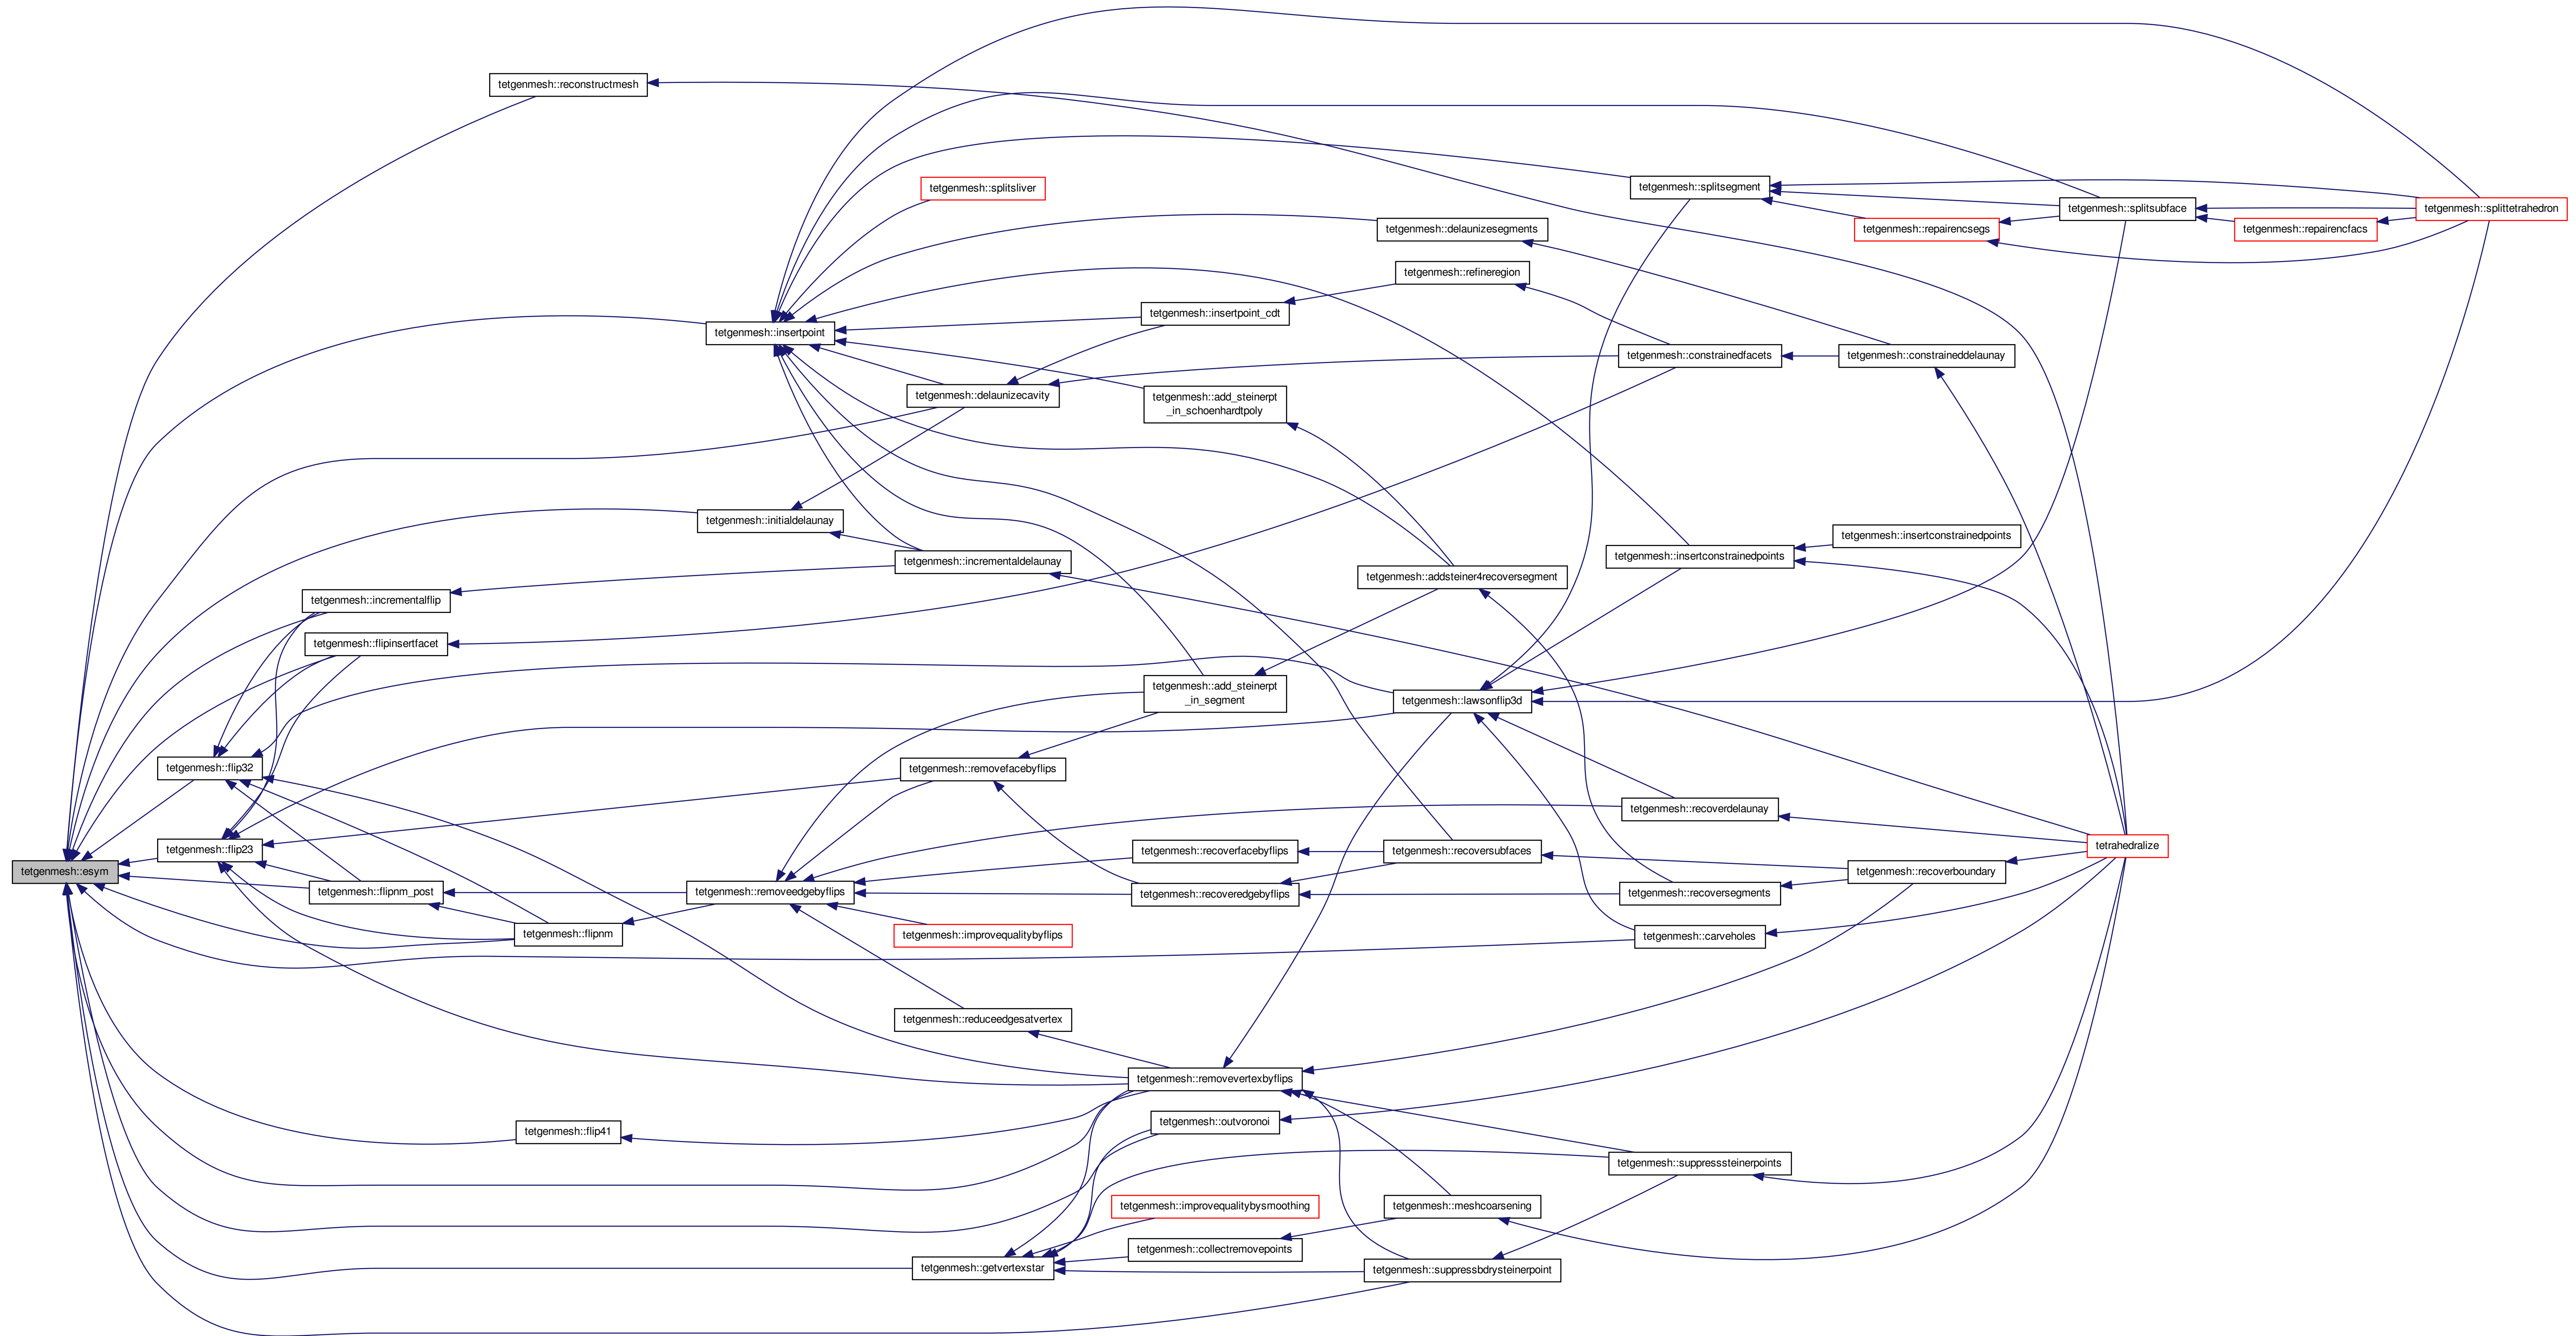 tetgenmesh::reconstructmesh
tetgenmesh::splitsliver
tetgenmesh::splitsegment
tetgenmesh::splitsubface
tetgenmesh::splittetrahedron
tetgenmesh::delaunizesegments
tetgenmesh::repairencsegs
tetgenmesh::repairencfacs
tetgenmesh::refineregion
tetgenmesh::insertpoint
tetgenmesh::insertpoint_cdt
tetgenmesh::constrainedfacets
tetgenmesh::constraineddelaunay
tetgenmesh::delaunizecavity
tetgenmesh::add_steinerpt
_in_schoenhardtpoly
tetgenmesh::initialdelaunay
tetgenmesh::insertconstrainedpoints
tetgenmesh::insertconstrainedpoints
tetgenmesh::incrementaldelaunay
tetgenmesh::addsteiner4recoversegment
tetgenmesh::incrementalflip
tetgenmesh::flipinsertfacet
tetgenmesh::add_steinerpt
_in_segment
tetgenmesh::lawsonflip3d
tetgenmesh::flip32
tetgenmesh::removefacebyflips
tetgenmesh::recoverdelaunay
tetgenmesh::flip23
tetgenmesh::recoverfacebyflips
tetgenmesh::recoversubfaces
tetrahedralize
tetgenmesh::esym
tetgenmesh::recoverboundary
tetgenmesh::flipnm_post
tetgenmesh::removeedgebyflips
tetgenmesh::recoveredgebyflips
tetgenmesh::recoversegments
tetgenmesh::flipnm
tetgenmesh::improvequalitybyflips
tetgenmesh::carveholes
tetgenmesh::reduceedgesatvertex
tetgenmesh::removevertexbyflips
tetgenmesh::outvoronoi
tetgenmesh::flip41
tetgenmesh::suppresssteinerpoints
tetgenmesh::improvequalitybysmoothing
tetgenmesh::meshcoarsening
tetgenmesh::collectremovepoints
tetgenmesh::getvertexstar
tetgenmesh::suppressbdrysteinerpoint